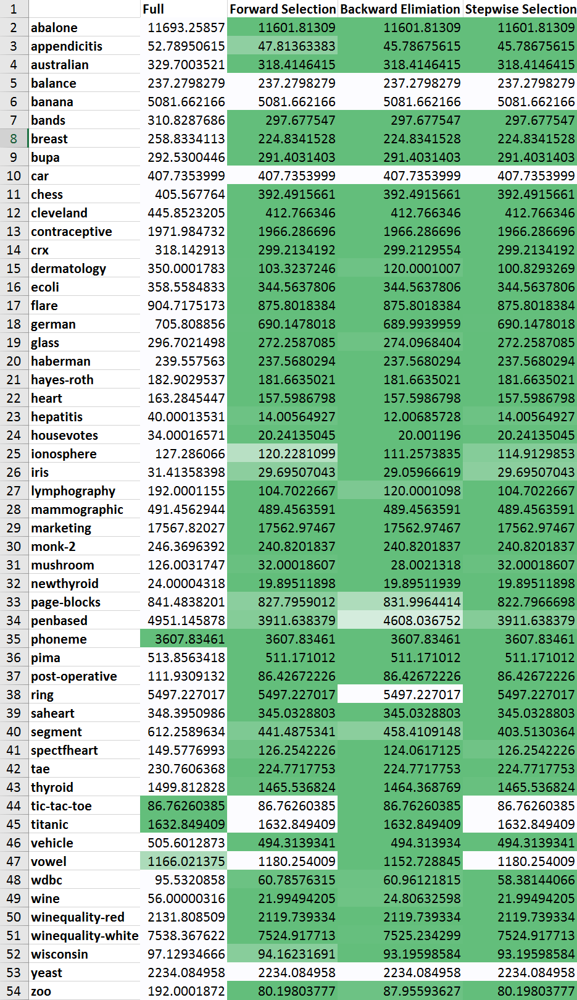 1 Full Forward Selection Backward Elimiation Stepwise Selection
2 abalone 11693.25857 11601.81309 11601.81309 11601.81309
3 appendicitis 52.78950615 47.81363383 45.78675615 45.78675615
4 australian 329.7003521 318.4146415 318.4146415 318.4146415
5 balance 237.2798279 237.2798279 237.2798279 237.2798279
6 banana 5081.662166 5081.662166 5081.662166 5081.662166
7 bands 310.8287686 297.677547 297.677547 297.677547
8 breast 258.8334113 224.8341528 224.8341528 224.8341528
9 bupa 292.5300446 291.4031403 291.4031403 291.4031403
10 car 407.7353999 407.7353999 407.7353999 407.7353999
11 chess 405.567764 392.4915661 392.4915661 392.4915661
12 cleveland 445.8523205 412.766346 412.766346 412.766346
13 contraceptive 1971.984732 1966.286696 1966.286696 1966.286696
14 crx 318.142913 299.2134192 299.2129554 299.2134192
15 dermatology 350.0001783 103.3237246 120.0001007 100.8293269
16 ecoli 358.5584833 344.5637806 344.5637806 344.5637806
17 flare 904.7175173 875.8018384 875.8018384 875.8018384
18 german 705.808856 690.1478018 689.9939959 690.1478018
19 glass 296.7021498 272.2587085 274.0968404 272.2587085
20 haberman 239.557563 237.5680294 237.5680294 237.5680294
21 hayes-roth 182.9029537 181.6635021 181.6635021 181.6635021
22 heart 163.2845447 157.5986798 157.5986798 157.5986798
23 hepatitis 40.00013531 14.00564927 12.00685728 14.00564927
24 housevotes 34.00016571 20.24135045 20.001196 20.24135045
25 ionosphere 127.286066 120.2281099 111.2573835 114.9129853
26 iris 31.41358398 29.69507043 29.05966619 29.69507043
27 lymphography 192.0001155 104.7022667 120.0001098 104.7022667
28 mammographic 491.4562944 489.4563591 489.4563591 489.4563591
29 marketing 17567.82027 17562.97467 17562.97467 17562.97467
30 monk-2 246.3696392 240.8201837 240.8201837 240.8201837
31 mushroom 126.0031747 32.00018607 28.0021318 32.00018607
32 newthyroid 24.00004318 19.89511898 19.89511939 19.89511898
33 page-blocks 841.4838201 827.7959012 831.9964414 822.7966698
34 penbased 4951.145878 3911.638379 4608.036752 3911.638379
35 phoneme 3607.83461 3607.83461 3607.83461 3607.83461
36 pima 513.8563418 511.171012 511.171012 511.171012
37 post-operative 111.9309132 86.42672226 86.42672226 86.42672226
38 ring 5497.227017 5497.227017 5497.227017 5497.227017
39 saheart 348.3950986 345.0328803 345.0328803 345.0328803
40 segment 612.2589634 441.4875341 458.4109148 403.5130364
41 spectfheart 149.5776993 126.2542226 124.0617125 126.2542226
42 tae 230.7606368 224.7717753 224.7717753 224.7717753
43 thyroid 1499.812828 1465.536824 1464.368769 1465.536824
44 tic-tac-toe 86.76260385 86.76260385 86.76260385 86.76260385
45 titanic 1632.849409 1632.849409 1632.849409 1632.849409
46 vehicle 505.6012873 494.3139341 494.313934 494.3139341
47 vowel 1166.021375 1180.254009 1152.728845 1180.254009
48 wdbc 95.5320858 60.78576315 60.96121815 58.38144066
49 wine 56.00000316 21.99494205 24.80632598 21.99494205
50 winequality-red 2131.808509 2119.739334 2119.739334 2119.739334
51 winequality-white 7538.367622 7524.917713 7525.234299 7524.917713
52 wisconsin 97.12934666 94.16231691 93.19598584 93.19598584
53 yeast 2234.084958 2234.084958 2234.084958 2234.084958
54 zoo 192.0001872 80.19803777 87.95593627 80.19803777